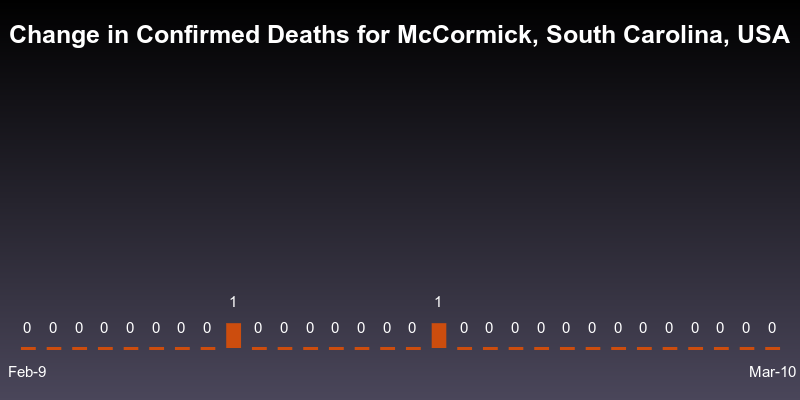 Change in Confirmed Deaths for McCormick, South Carolina, USA
1 1
0 0 0 0 0 0 0 0 0 0 0 0 0 0 0 0 0 0 0 0 0 0 0 0 0 0 0 0
Feb-9 Mar-10